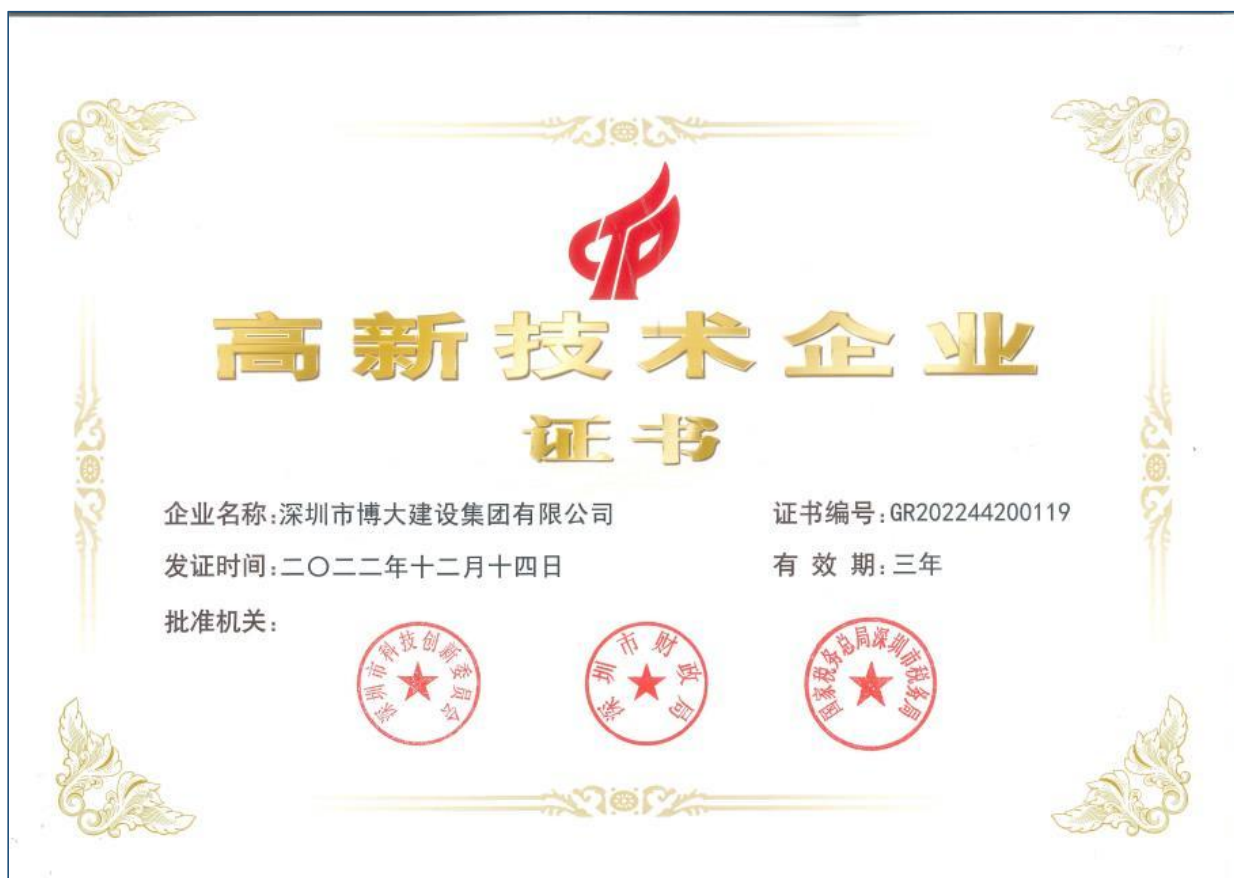 高新技术企业
证书
企业名称:深圳市博大建设集团有限公司
证书编号:GR202244200119
发证时间:二〇二二年十二月十四日
有效期:三年
批准机关:
深圳市科技创新委员会
深圳市财政局
国家税务总局深圳市税务局